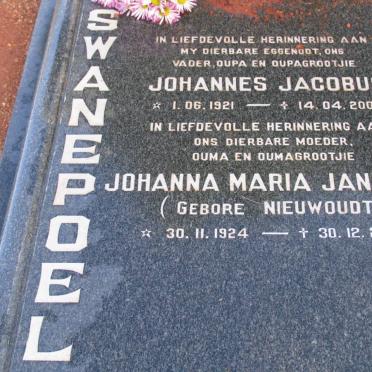 SWANEPOEL
IN LIEFDEVOLLE HERINNERING AAN
MY DIERBARE EGGENOOT, ONS
VADER, OUPA EN OUPAGROOTJIE
JOHANNES JACOBUS
☆ 1.06.1921 — ✝ 14.04.200
IN LIEFDEVOLLE HERINNERING AA
ONS DIERBARE MOEDER,
OUMA EN OUMAGROOTJIE
JOHANNA MARIA JAN
(GEBORE NIEUWOUDT
☆ 30.11.1924 — ✝ 30.12.